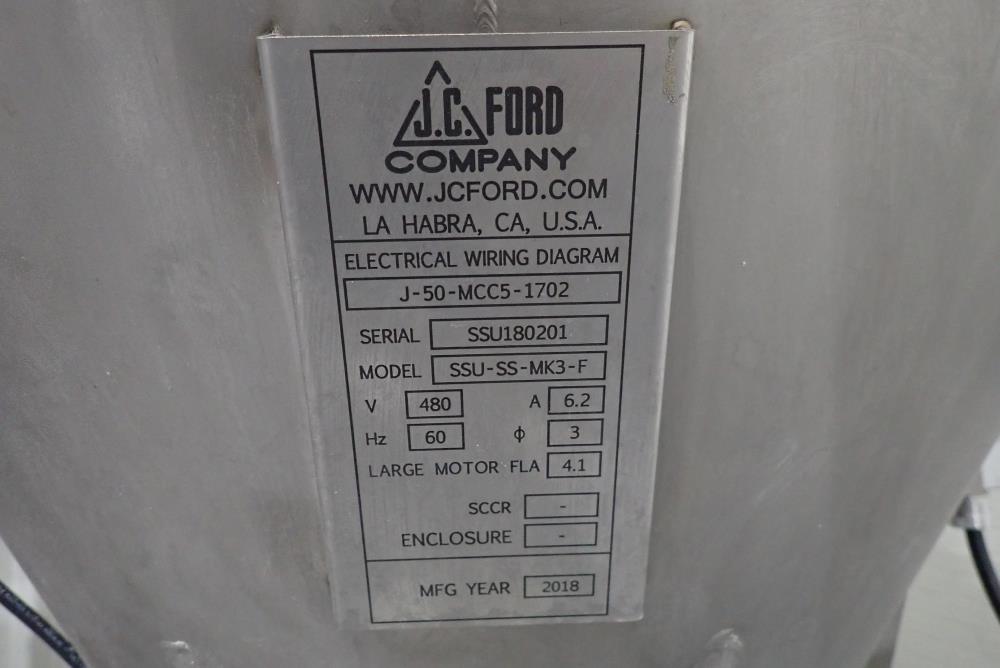 J.C. FORD
COMPANY
WWW.JCFORD.COM
LA HABRA, CA, U.S.A.
ELECTRICAL WIRING DIAGRAM
J-50-MCC5-1702
SERIAL SSU180201
MODEL SSU-SS-MK3-F
V 480 A 6.2
Hz 60 ϕ 3
LARGE MOTOR FLA 4.1
SCCR -
ENCLOSURE -
MFG YEAR 2018